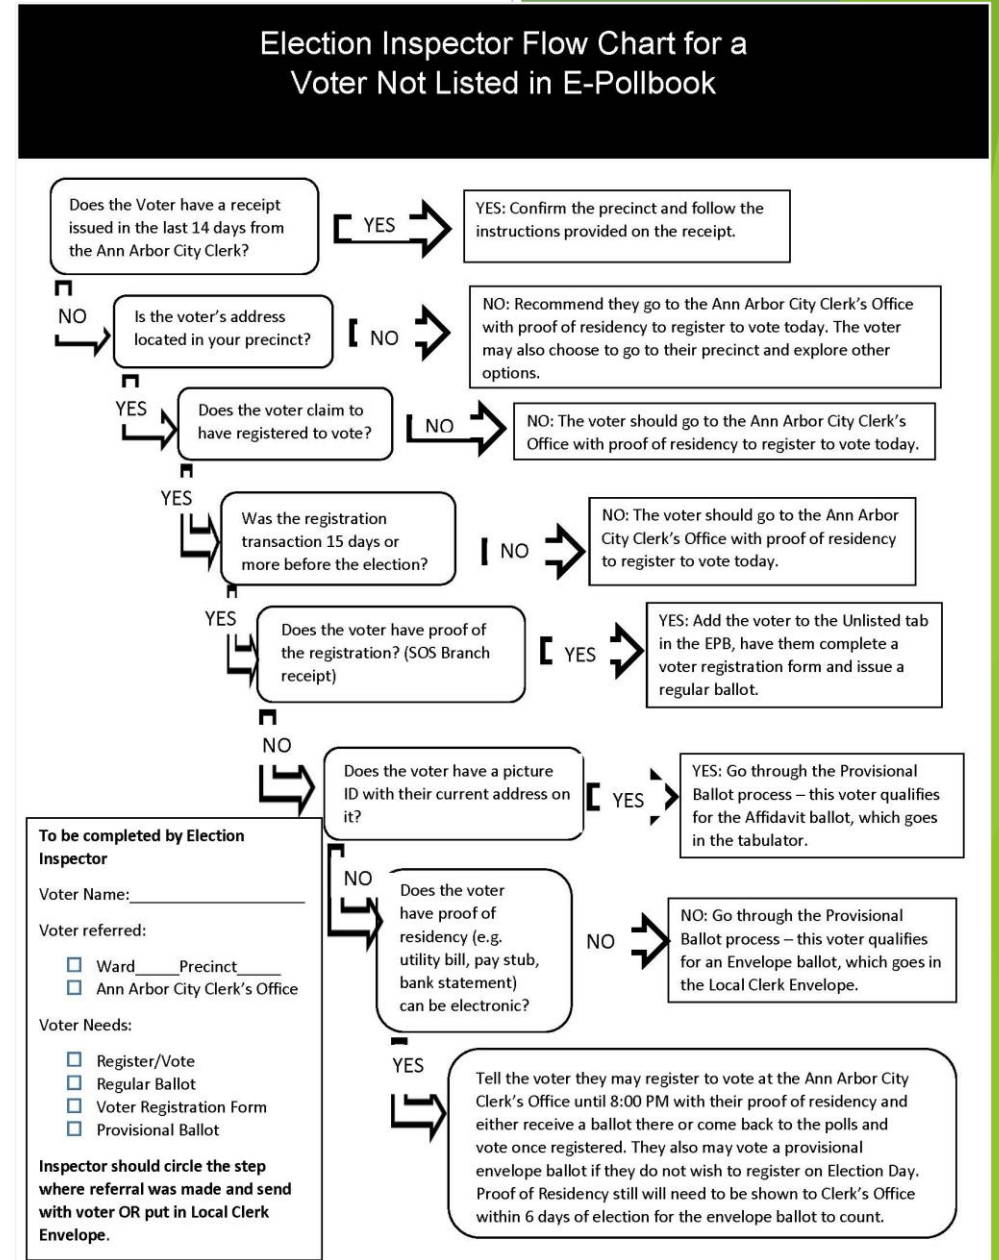 Election Inspector Flow Chart for a
Voter Not Listed in E-Pollbook
Does the Voter have a receipt
issued in the last 14 days from
the Ann Arbor City Clerk?
YES
YES: Confirm the precinct and follow the
instructions provided on the receipt.
NO
Is the voter's address
located in your precinct?
NO
NO: Recommend they go to the Ann Arbor City Clerk's Office
with proof of residency to register to vote today. The voter
may also choose to go to their precinct and explore other
options.
YES
Does the voter claim to
have registered to vote?
NO
NO: The voter should go to the Ann Arbor City Clerk's
Office with proof of residency to register to vote today.
YES
Was the registration
transaction 15 days or
more before the election?
NO
NO: The voter should go to the Ann Arbor
City Clerk's Office with proof of residency
to register to vote today.
YES
Does the voter have proof of
the registration? (SOS Branch
receipt)
YES
YES: Add the voter to the Unlisted tab
in the EPB, have them complete a
voter registration form and issue a
regular ballot.
NO
Does the voter have a picture
ID with their current address on
it?
YES
YES: Go through the Provisional
Ballot process – this voter qualifies
for the Affidavit ballot, which goes
in the tabulator.
NO
Does the voter
have proof of
residency (e.g.
utility bill, pay stub,
bank statement)
can be electronic?
NO
NO: Go through the Provisional
Ballot process – this voter qualifies
for an Envelope ballot, which goes in
the Local Clerk Envelope.
YES
Tell the voter they may register to vote at the Ann Arbor City
Clerk's Office until 8:00 PM with their proof of residency and
either receive a ballot there or come back to the polls and
vote once registered. They also may vote a provisional
envelope ballot if they do not wish to register on Election Day.
Proof of Residency still will need to be shown to Clerk's Office
within 6 days of election for the envelope ballot to count.
To be completed by Election
Inspector
Voter Name:____________________
Voter referred:
Ward_____Precinct_____
Ann Arbor City Clerk's Office
Voter Needs:
Register/Vote
Regular Ballot
Voter Registration Form
Provisional Ballot
Inspector should circle the step
where referral was made and send
with voter OR put in Local Clerk
Envelope.